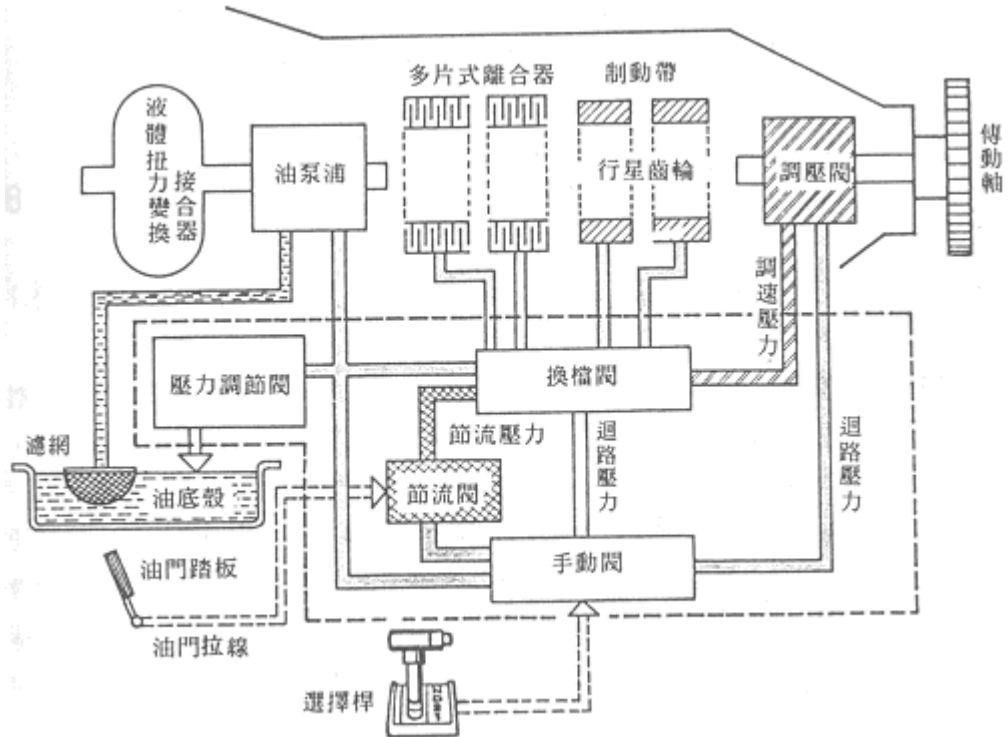 多片式離合器
制動帶
液體扭力變換
接合器
油泵浦
行星齒輪
調壓閥
傳動軸
調速壓力
壓力調節閥
換檔閥
節流壓力
迴路壓力
迴路壓力
濾網
油底殼
節流閥
手動閥
油門踏板
油門拉線
選擇桿